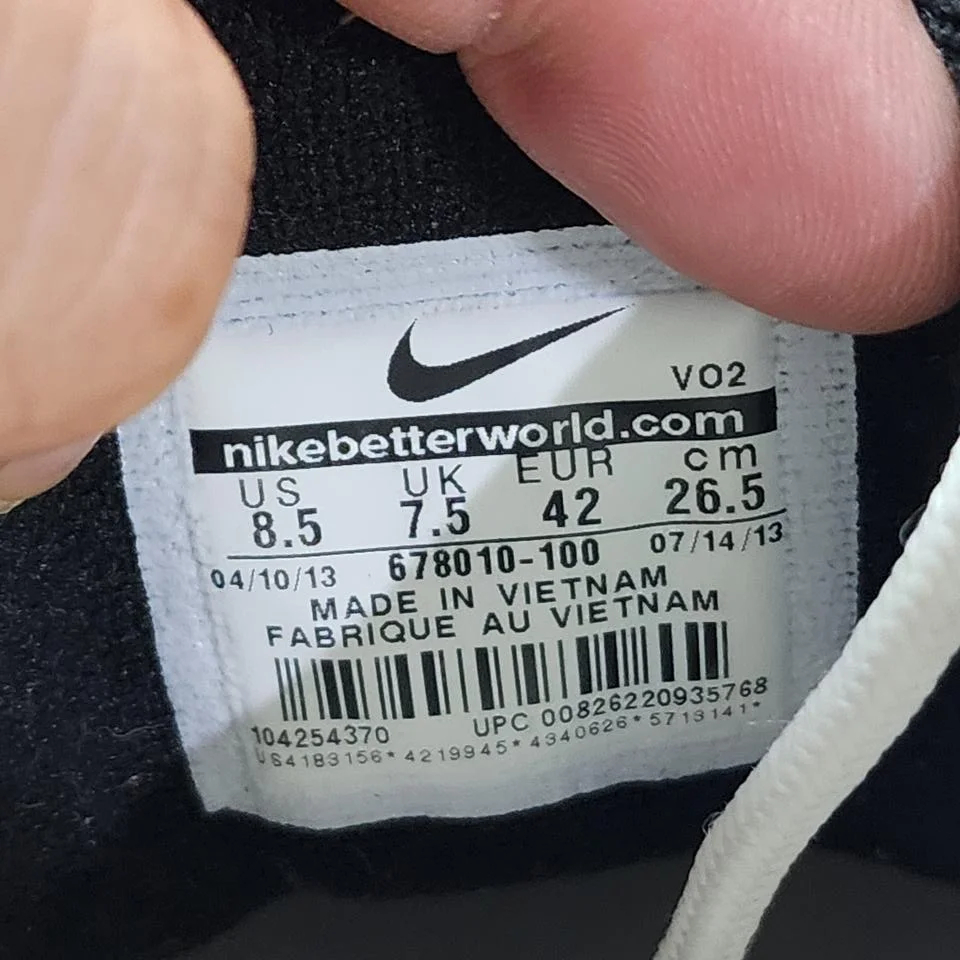 VO2
nikebetterworld.com
US UK EUR cm
8.5 7.5 42 26.5
04/10/13 678010-100 07/14/13
MADE IN VIETNAM
FABRIQUE AU VIETNAM
104254370 UPC 00826220935768
US4183156* 4219945* 4340626* 5713141*